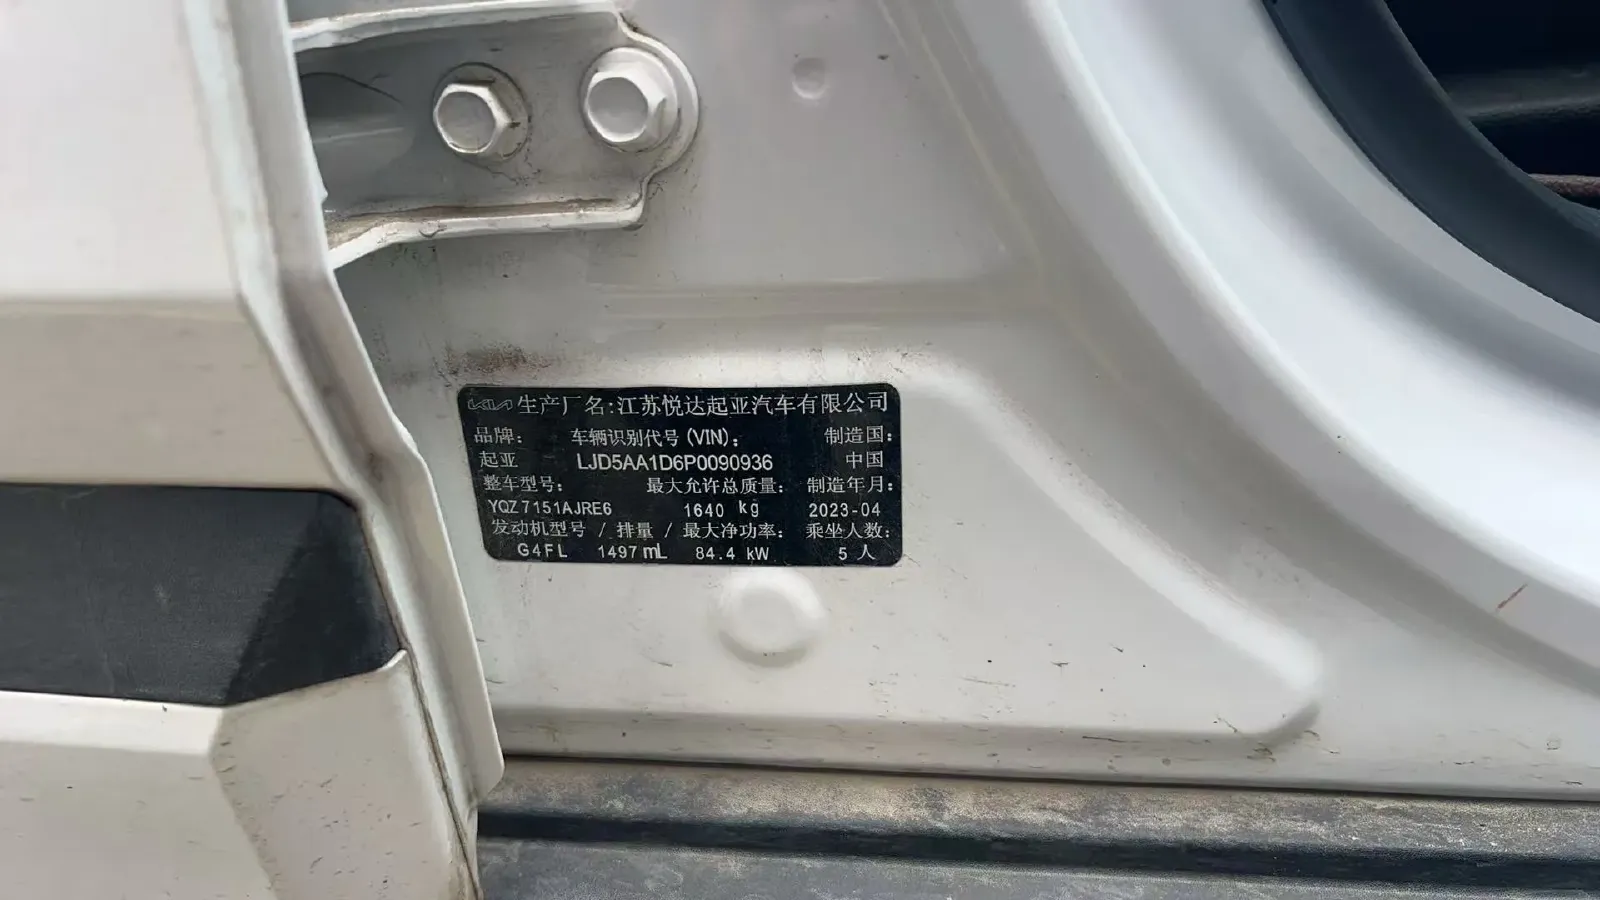 KIA 生产厂名:江苏悦达起亚汽车有限公司
品牌: 车辆识别代号(VIN): 制造国:
起亚 LJD5AA1D6P0090936 中国
整车型号: 最大允许总质量: 制造年月:
YQZ7151AJRE6 1640 kg 2023-04
发动机型号 / 排量 / 最大净功率: 乘坐人数:
G4FL 1497 mL 84.4 kW 5 人